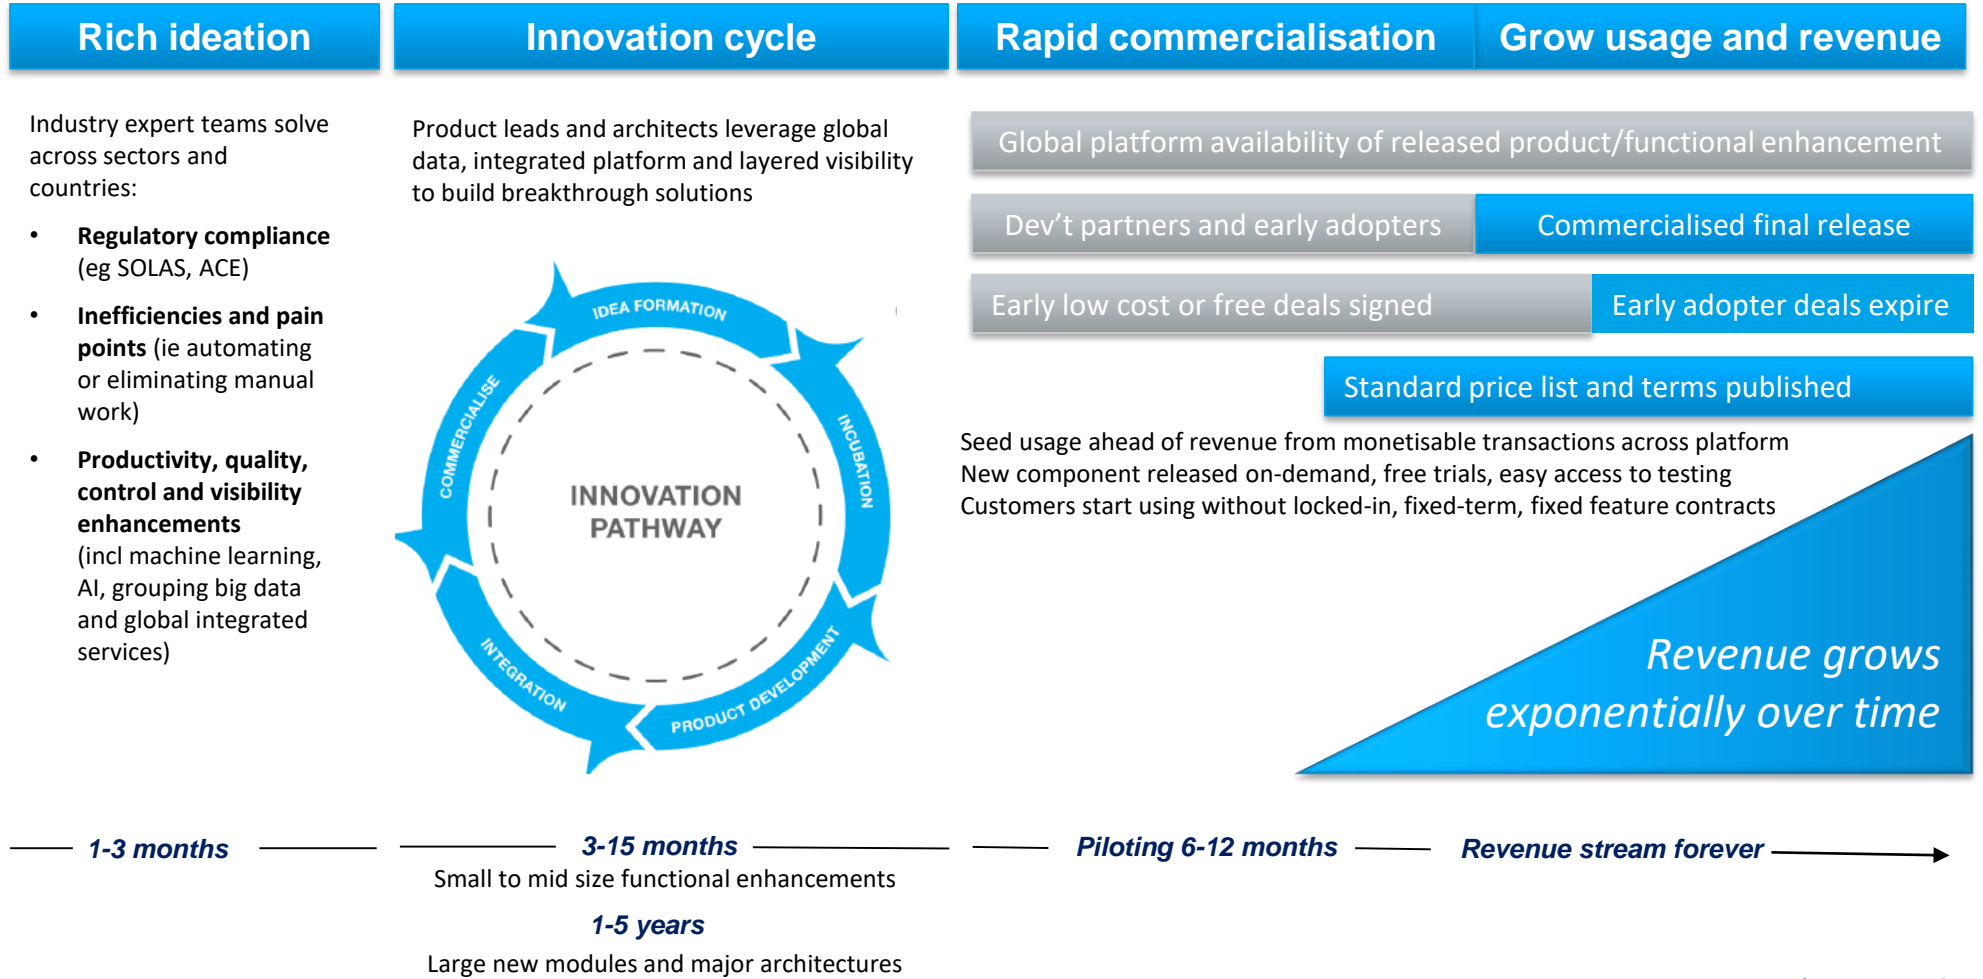 Rich ideation
Innovation cycle
Rapid commercialisation
Grow usage and revenue
Industry expert teams solve
across sectors and
countries:
• Regulatory compliance
(eg SOLAS, ACE)
• Inefficiencies and pain
points (ie automating
or eliminating manual
work)
• Productivity, quality,
control and visibility
enhancements
(incl machine learning,
AI, grouping big data
and global integrated
services)
Product leads and architects leverage global
data, integrated platform and layered visibility
to build breakthrough solutions
IDEA FORMATION
INCUBATION
PRODUCT DEVELOPMENT
INTEGRATION
COMMERCIALISE
INNOVATION
PATHWAY
Global platform availability of released product/functional enhancement
Dev't partners and early adopters
Commercialised final release
Early low cost or free deals signed
Early adopter deals expire
Standard price list and terms published
Seed usage ahead of revenue from monetisable transactions across platform
New component released on-demand, free trials, easy access to testing
Customers start using without locked-in, fixed-term, fixed feature contracts
Revenue grows
exponentially over time
1-3 months
3-15 months
Small to mid size functional enhancements
1-5 years
Large new modules and major architectures
Piloting 6-12 months
Revenue stream forever